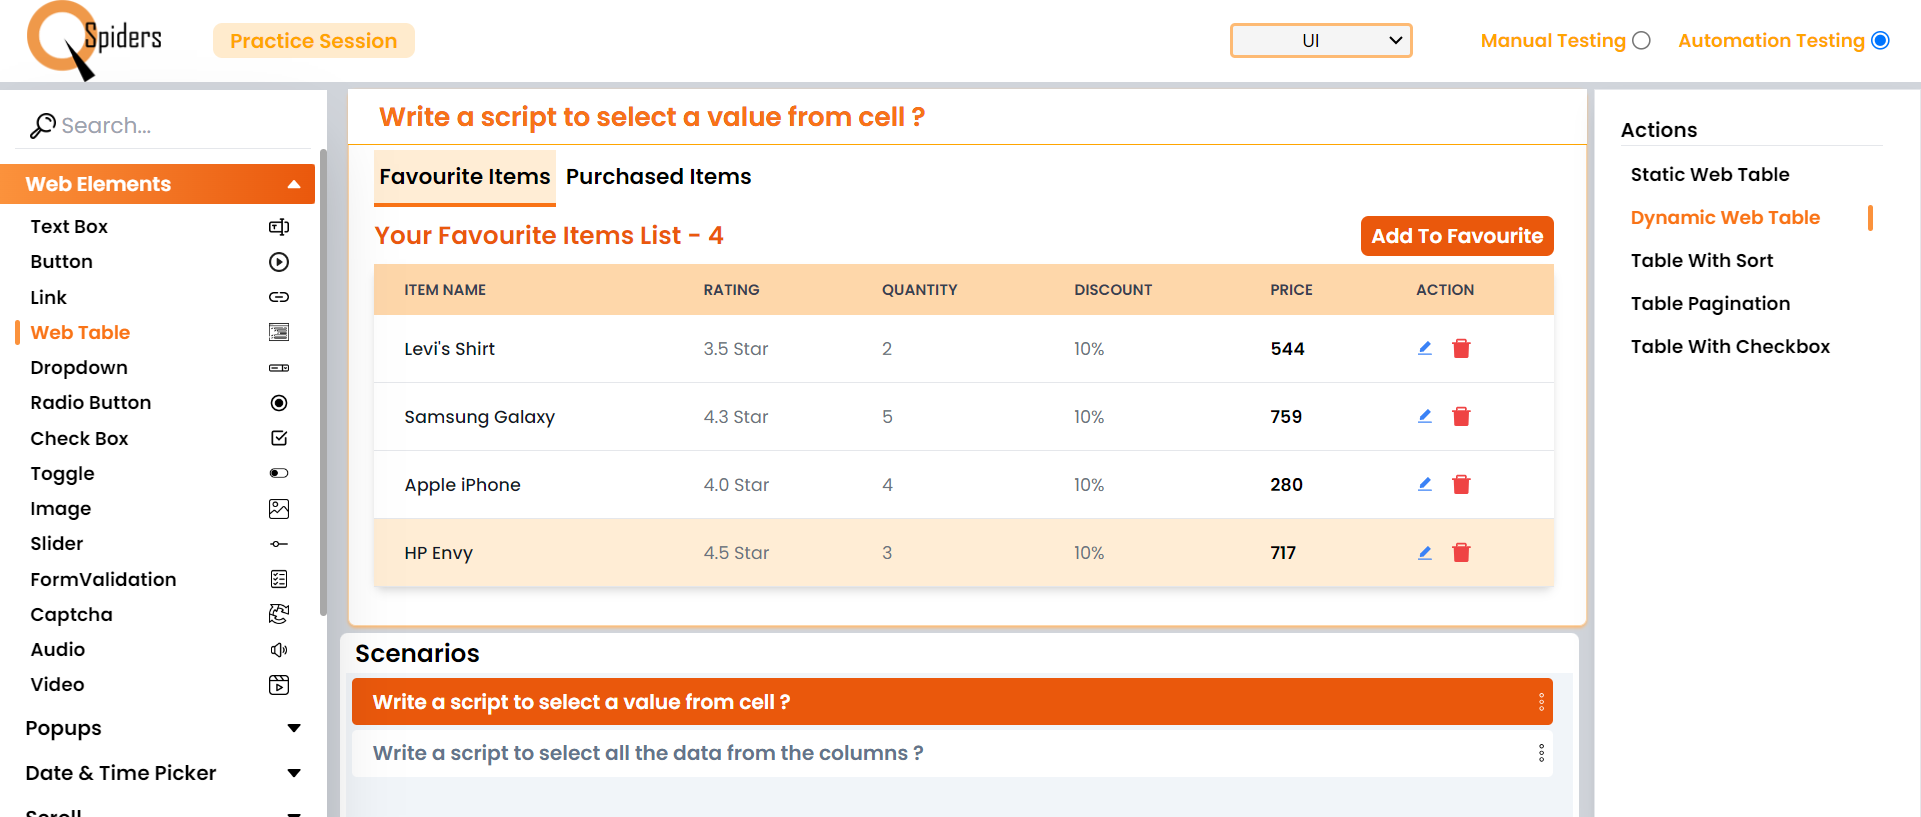 Spiders
Practice Session
UI
Manual Testing
Automation Testing
Search...
Web Elements
Text Box
Button
Link
Web Table
Dropdown
Radio Button
Check Box
Toggle
Image
Slider
FormValidation
Captcha
Audio
Video
Popups
Date & Time Picker
Scroll
Write a script to select a value from cell ?
Favourite Items Purchased Items
Your Favourite Items List - 4
Add To Favourite
ITEM NAME RATING QUANTITY DISCOUNT PRICE ACTION
Levi's Shirt 3.5 Star 2 10% 544
Samsung Galaxy 4.3 Star 5 10% 759
Apple iPhone 4.0 Star 4 10% 280
HP Envy 4.5 Star 3 10% 717
Scenarios
Write a script to select a value from cell ?
Write a script to select all the data from the columns ?
Actions
Static Web Table
Dynamic Web Table
Table With Sort
Table Pagination
Table With Checkbox